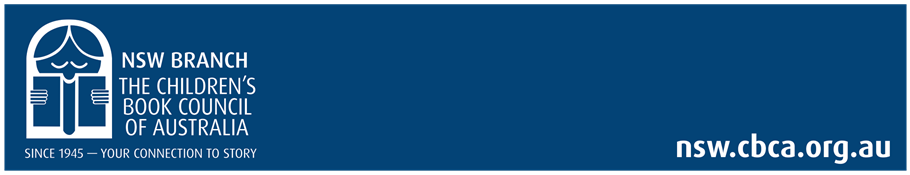 NSW BRANCH
THE CHILDREN'S
BOOK COUNCIL
OF AUSTRALIA
SINCE 1945 — YOUR CONNECTION TO STORY
nsw.cbca.org.au